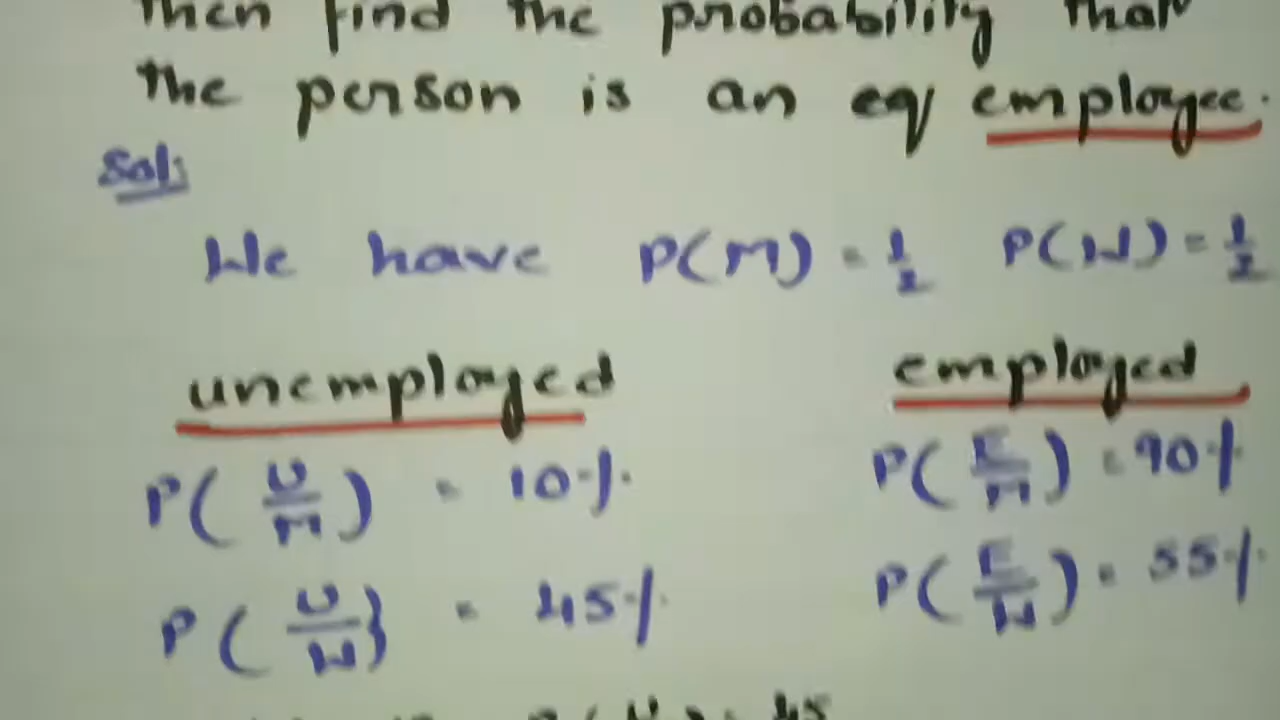 Then find the probability that
the person is an eq employee.
Sol:
We have P(M) = 1/2 P(W) = 1/2
unemployed employed
P(U/M) = 10% P(E/M) = 90%
P(U/W} = 45% P(E/W) = 55%